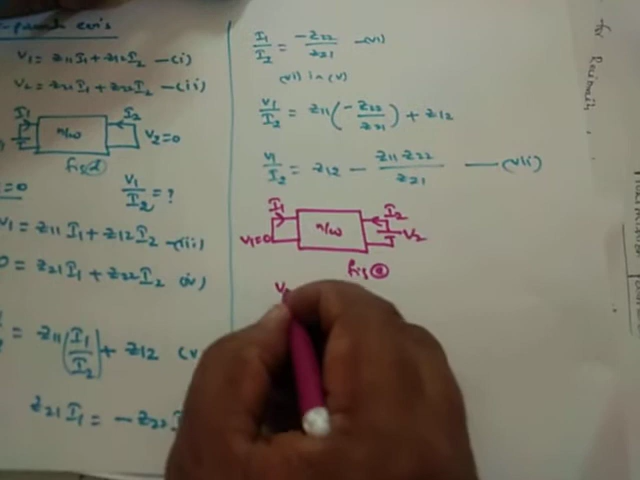 V1 = Z11 I1 + Z12 I2 —(i)
V2 = Z21 I1 + Z22 I2 —(ii)
I1 I2
n/w V2=0
fig ①
=0 V1/I2 = ?
V1 = Z11 I1 + Z12 I2 —(iii)
0 = Z21 I1 + Z22 I2 (iv)
= Z11 (I1/I2) + Z12 (v
Z21 I1 = - Z22 I
I1/I2 = -Z22/Z21 —(vi)
(vi) in (v)
V1/I2 = Z11 (-Z22/Z21) + Z12
V1/I2 = Z12 - Z11 Z22/Z21 —(vii)
I1 I2
V1=0 n/w V2
fig ②
V
for